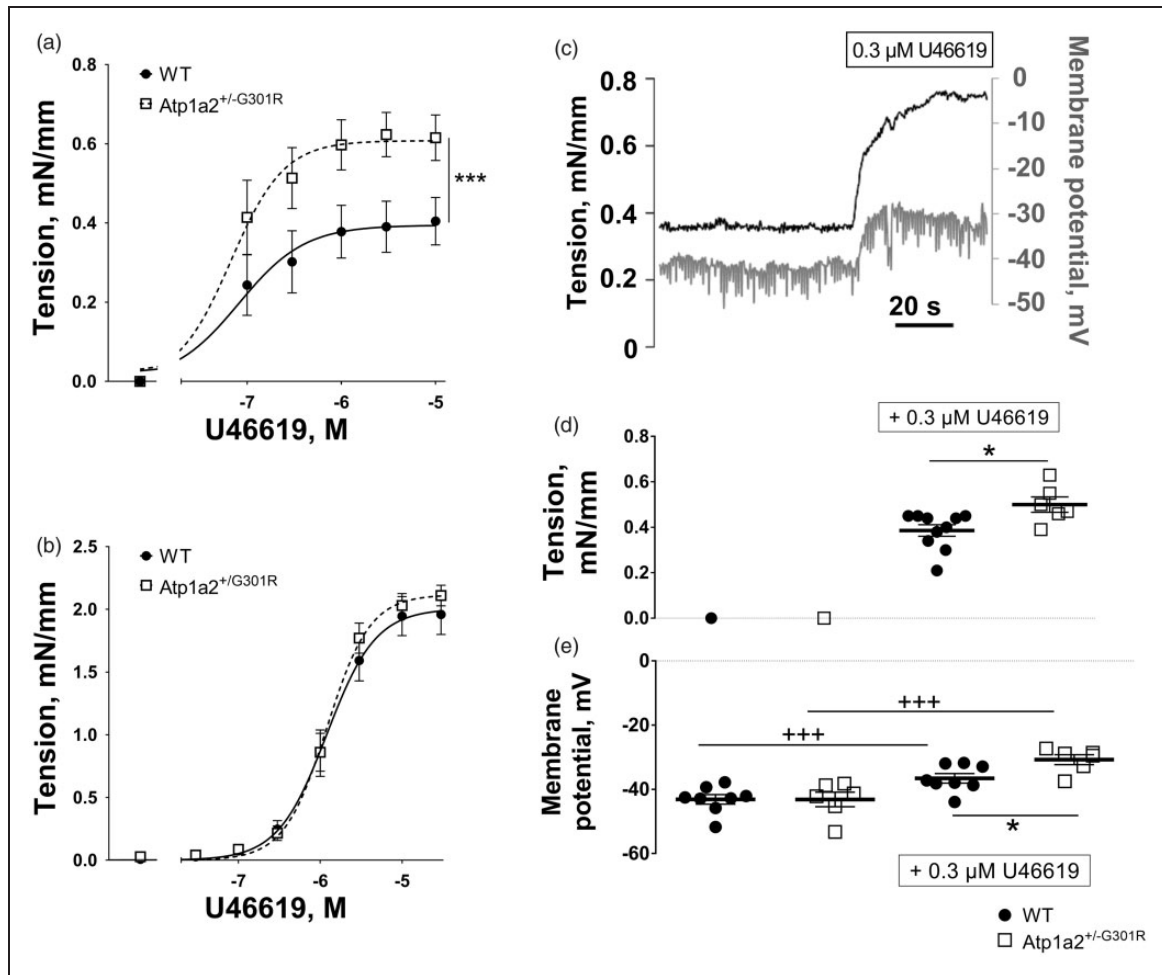 (a)
WT
Atp1a2+/-G301R
Tension, mN/mm
0.8
0.6
0.4
0.2
0.0
***
-7
-6
-5
U46619, M
(b)
WT
Atp1a2+/G301R
Tension, mN/mm
2.5
2.0
1.5
1.0
0.5
0.0
-7
-6
-5
U46619, M
(c)
0.3 µM U46619
Tension, mN/mm
0.8
0.6
0.4
0.2
0
Membrane potential, mV
0
-10
-20
-30
-40
-50
20 s
(d)
+ 0.3 µM U46619
*
Tension,
mN/mm
0.8
0.6
0.4
0.2
0.0
(e)
Membrane
potential, mV
-20
-40
-60
+++
+++
*
+ 0.3 µM U46619
WT
Atp1a2+/-G301R